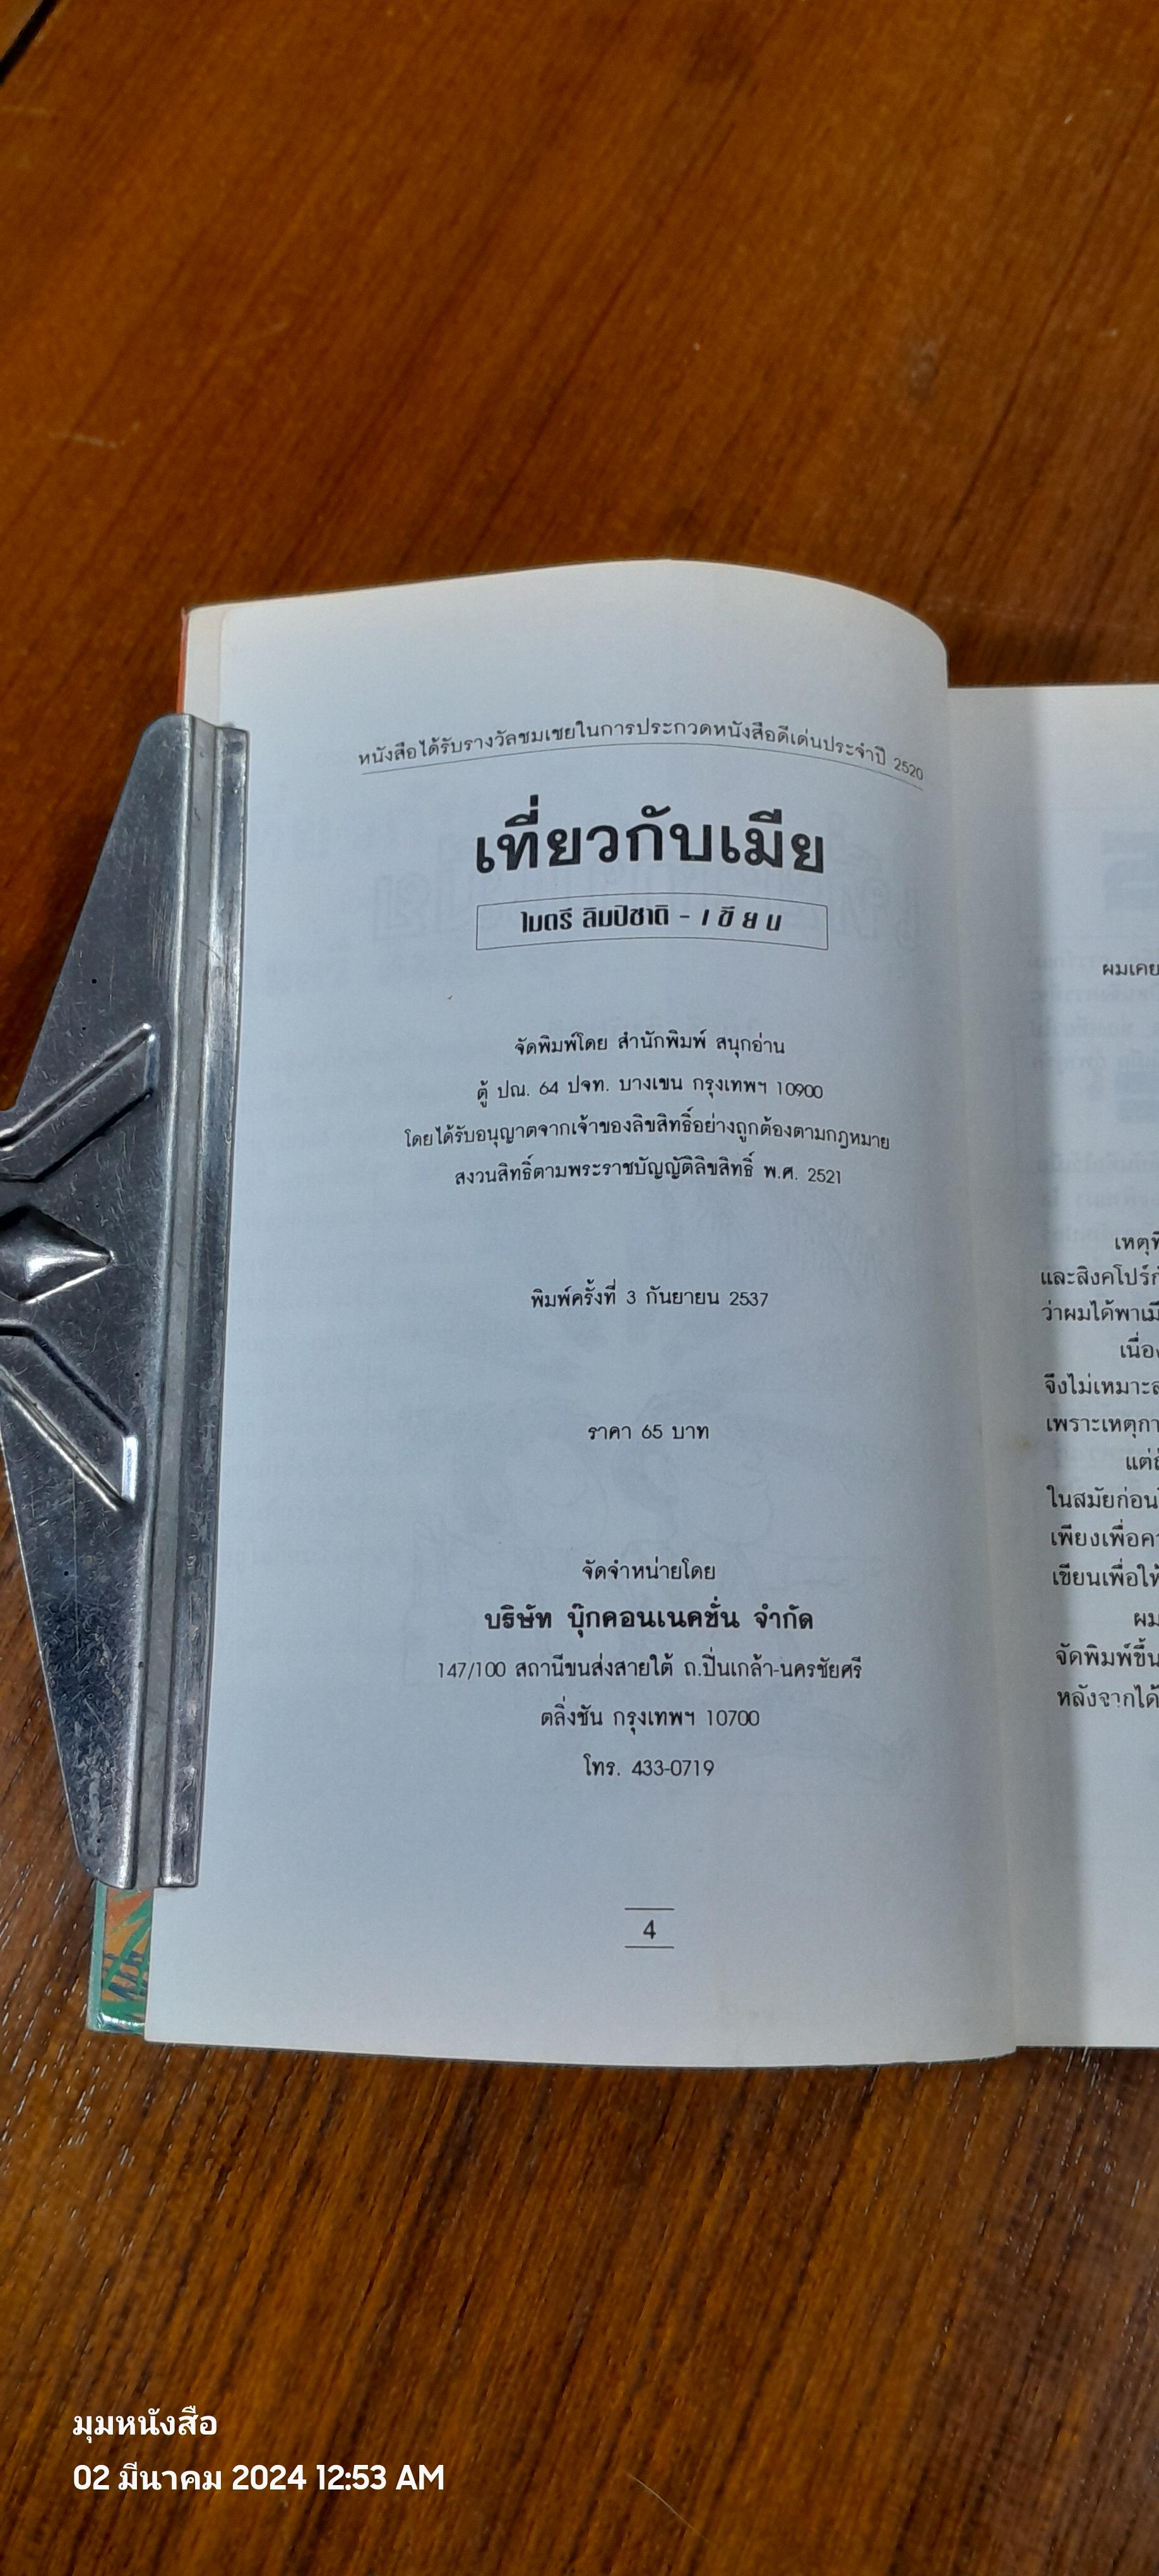 หนังสือได้รับรางวัลชมเชยในการประกวดหนังสือดีเด่นประจำปี 2520
เที่ยวกับเมีย
ไมตรี ลิมปิชาติ - เขียน
จัดพิมพ์โดย สำนักพิมพ์ สนุกอ่าน
ตู้ ปณ. 64 ปจท. บางเขน กรุงเทพฯ 10900
โดยได้รับอนุญาตจากเจ้าของลิขสิทธิ์อย่างถูกต้องตามกฎหมาย
สงวนสิทธิ์ตามพระราชบัญญัติลิขสิทธิ์ พ.ศ. 2521
พิมพ์ครั้งที่ 3 กันยายน 2537
ราคา 65 บาท
จัดจำหน่ายโดย
บริษัท บุ๊กคอนเนคชั่น จำกัด
147/100 สถานีขนส่งสายใต้ ถ.ปิ่นเกล้า-นครชัยศรี
ตลิ่งชัน กรุงเทพฯ 10700
โทร. 433-0719
4
ผมเคย
เหตุที่
และสิงคโปร์
ว่าผมได้พาเมี
เนื่อง
จึงไม่เหมาะ
เพราะเหตุกา
แต่
ในสมัยก่อน
เพียงเพื่อ
เขียนเพื่อให้
ผม
จัดพิมพ์ขึ้น
หลังจากได้
มุมหนังสือ
02 มีนาคม 2024 12:53 AM